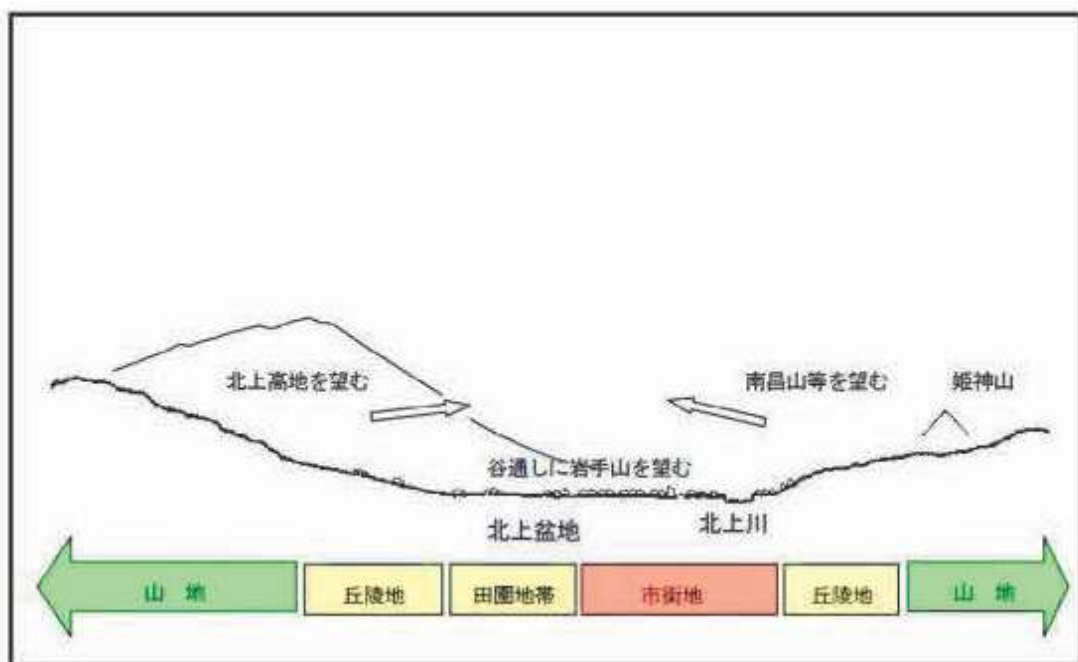 北上高地を望む
南昌山等を望む
姫神山
谷通しに岩手山を望む
北上盆地
北上川
山 地
丘陵地
田園地帯
市街地
丘陵地
山 地